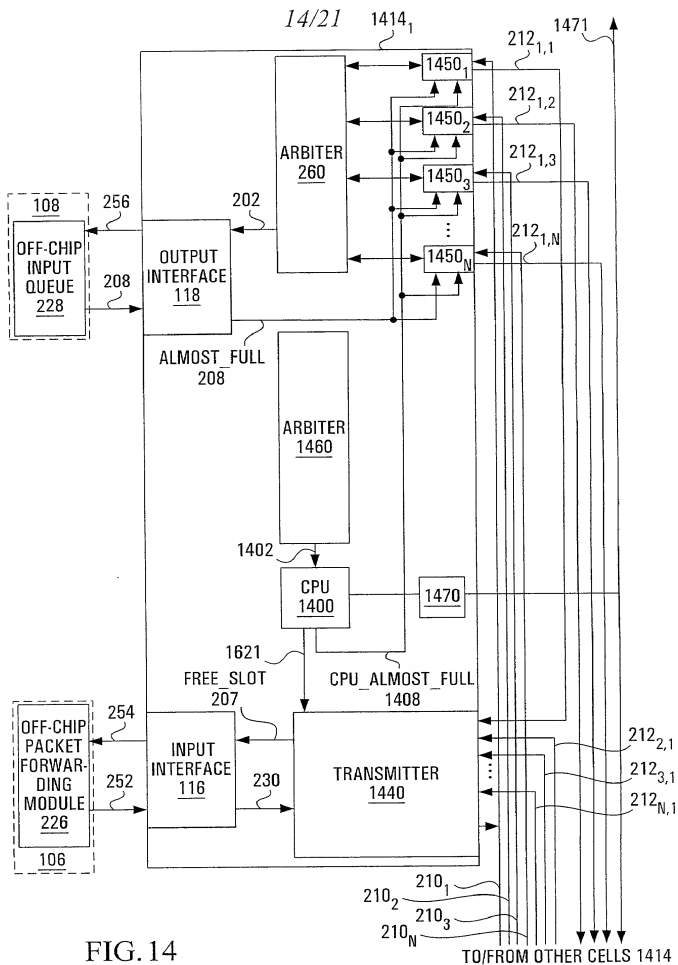 14/21
1414₁
1471
212₁,₁
1450₁
212₁,₂
1450₂
212₁,₃
1450₃
212₁,N
1450N
ARBITER
260
202
108
OFF-CHIP
INPUT
QUEUE
228
256
208
OUTPUT
INTERFACE
118
ALMOST_FULL
208
ARBITER
1460
1402
CPU
1400
1470
1621
CPU_ALMOST_FULL
1408
FREE_SLOT
207
OFF-CHIP
PACKET
FORWAR-
DING
MODULE
226
106
254
252
INPUT
INTERFACE
116
230
TRANSMITTER
1440
212₂,₁
212₃,₁
212N,₁
210₁
210₂
210₃
210N
FIG. 14
TO/FROM OTHER CELLS 1414